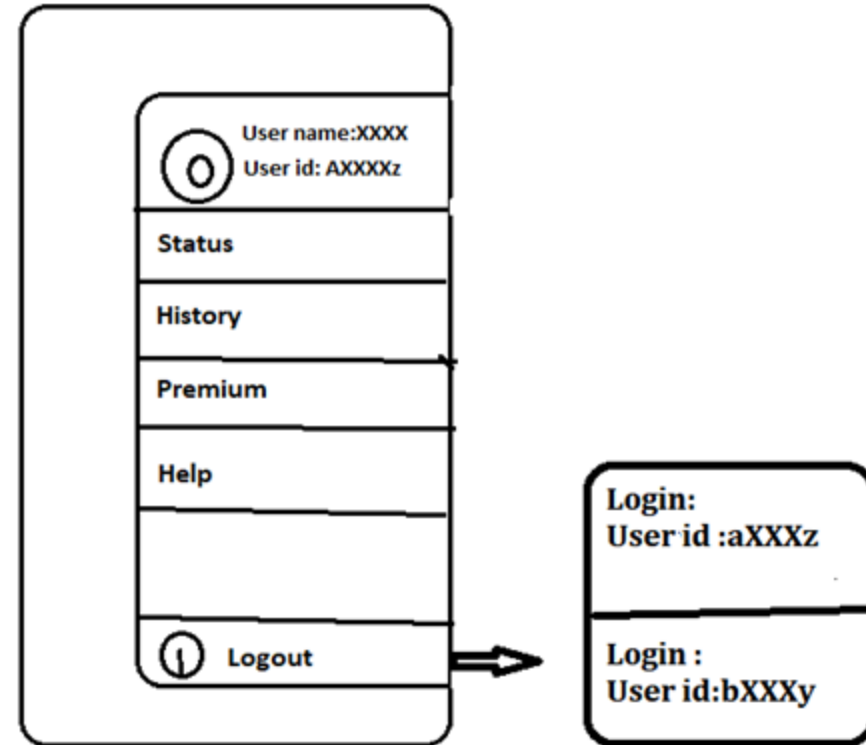 User name:XXXX
User id: AXXXXz
Status
History
Premium
Help
Logout
Login:
User id :aXXXz
Login :
User id:bXXXy